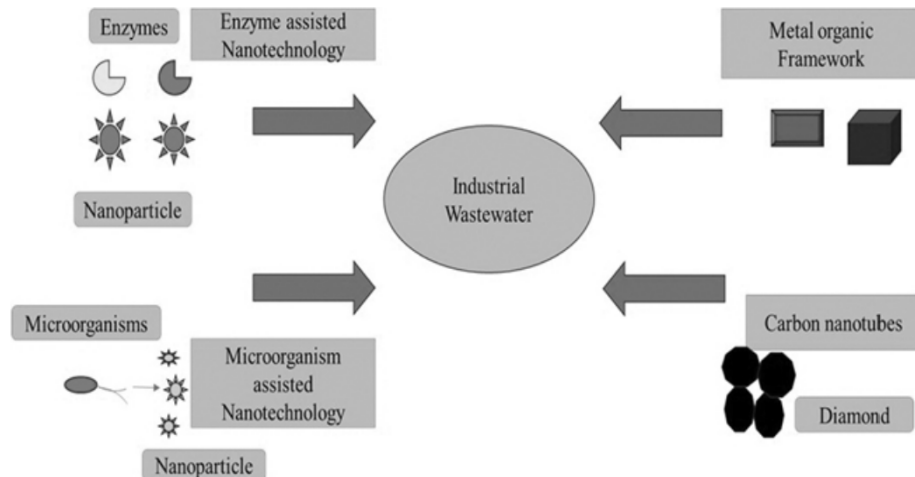 Enzymes
Enzyme assisted
Nanotechnology
Nanoparticle
Metal organic
Framework
Industrial
Wastewater
Microorganisms
Microorganism
assisted
Nanotechnology
Nanoparticle
Carbon nanotubes
Diamond